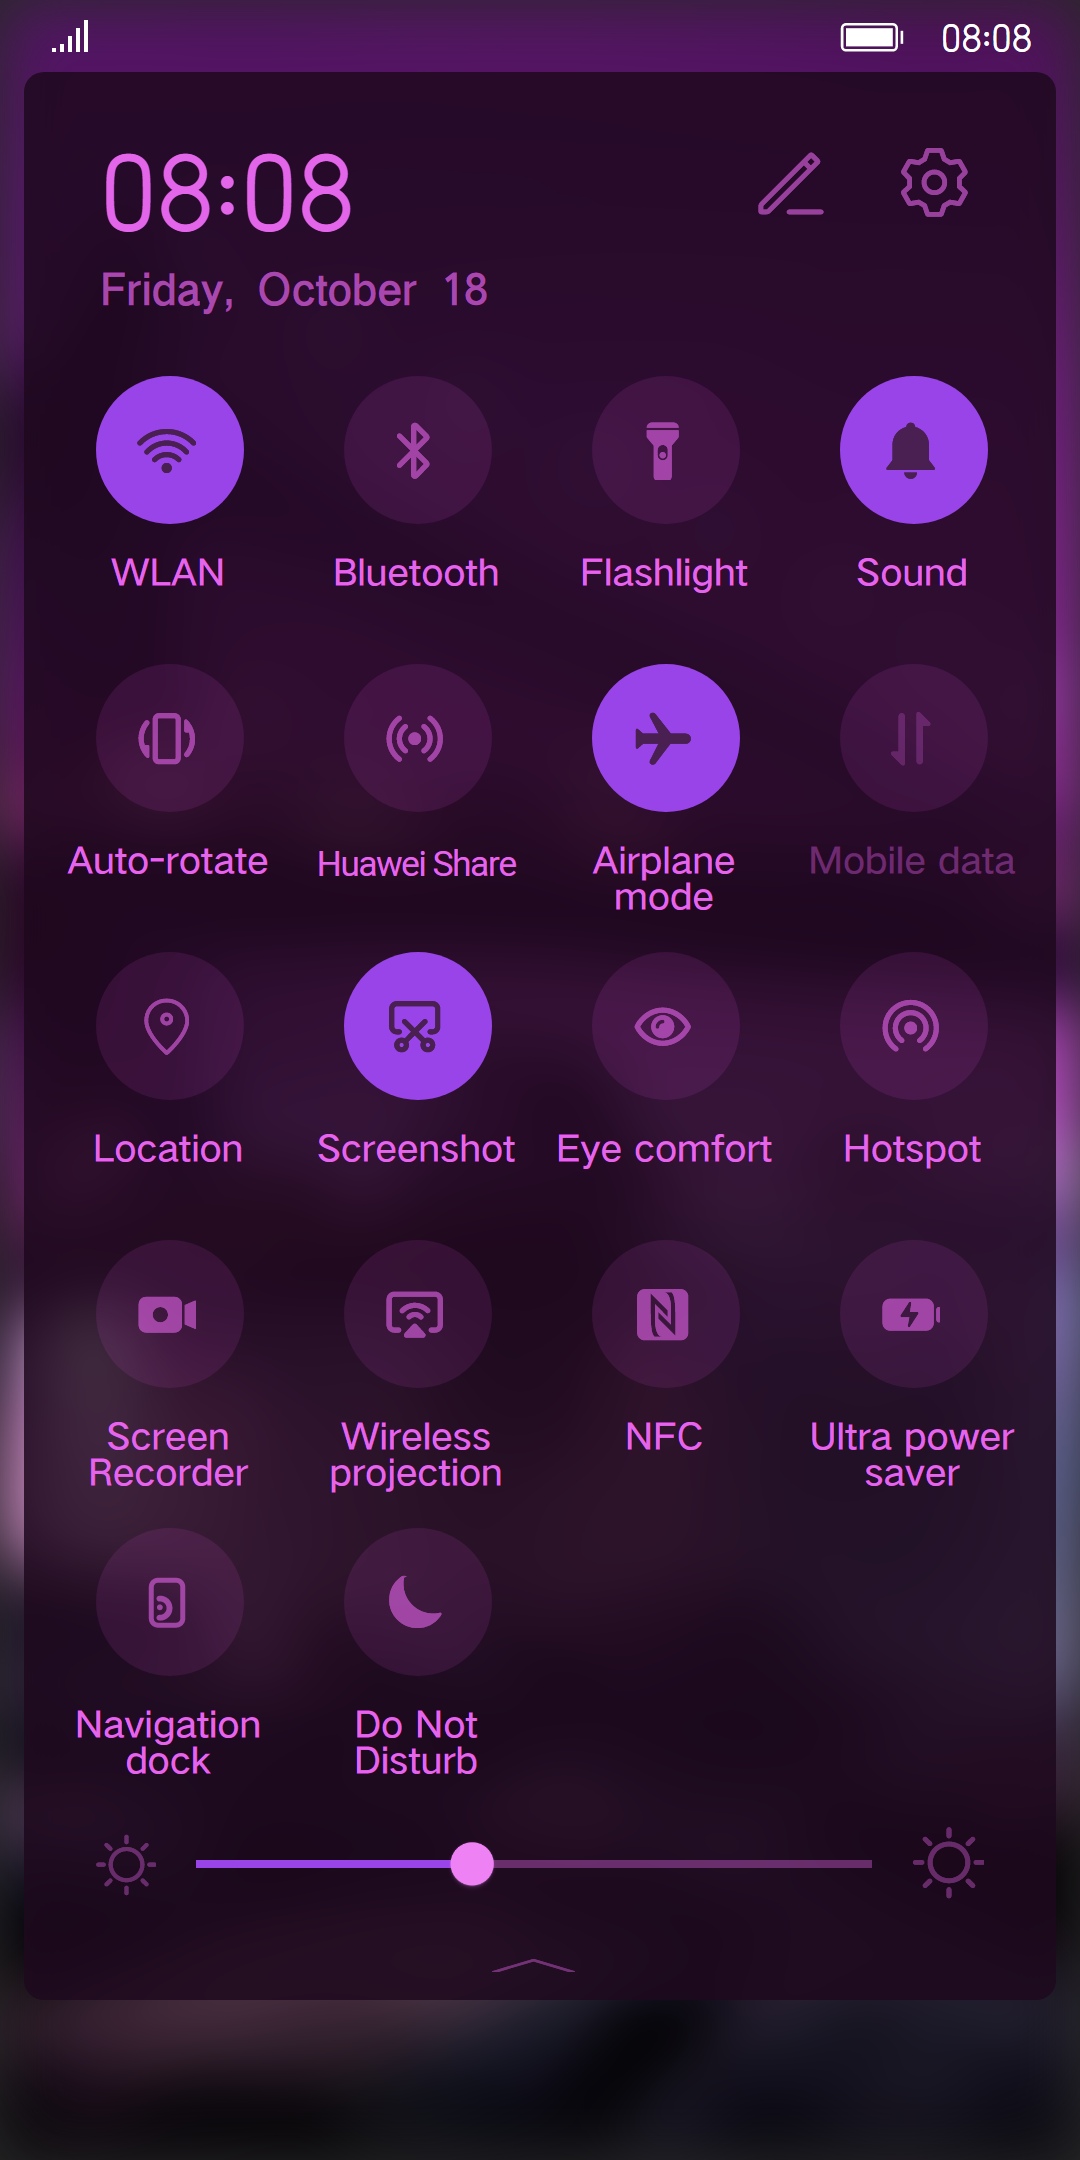 08:08
08:08
Friday, October 18
WLAN
Bluetooth
Flashlight
Sound
Auto-rotate
Huawei Share
Airplane
mode
Mobile data
Location
Screenshot
Eye comfort
Hotspot
Screen
Recorder
Wireless
projection
NFC
Ultra power
saver
Navigation
dock
Do Not
Disturb